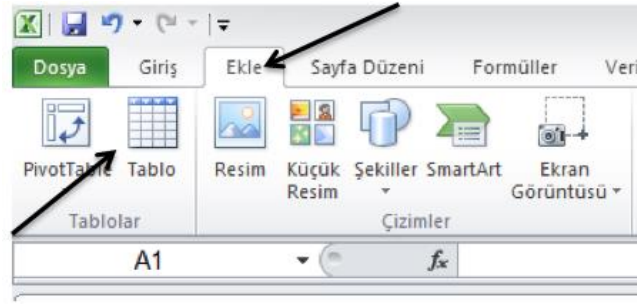 Dosya Giriş Ekle Sayfa Düzeni Formüller Veri
PivotTable Tablo Resim Küçük Resim Şekiller SmartArt Ekran Görüntüsü
Tablolar Çizimler
A1 fx